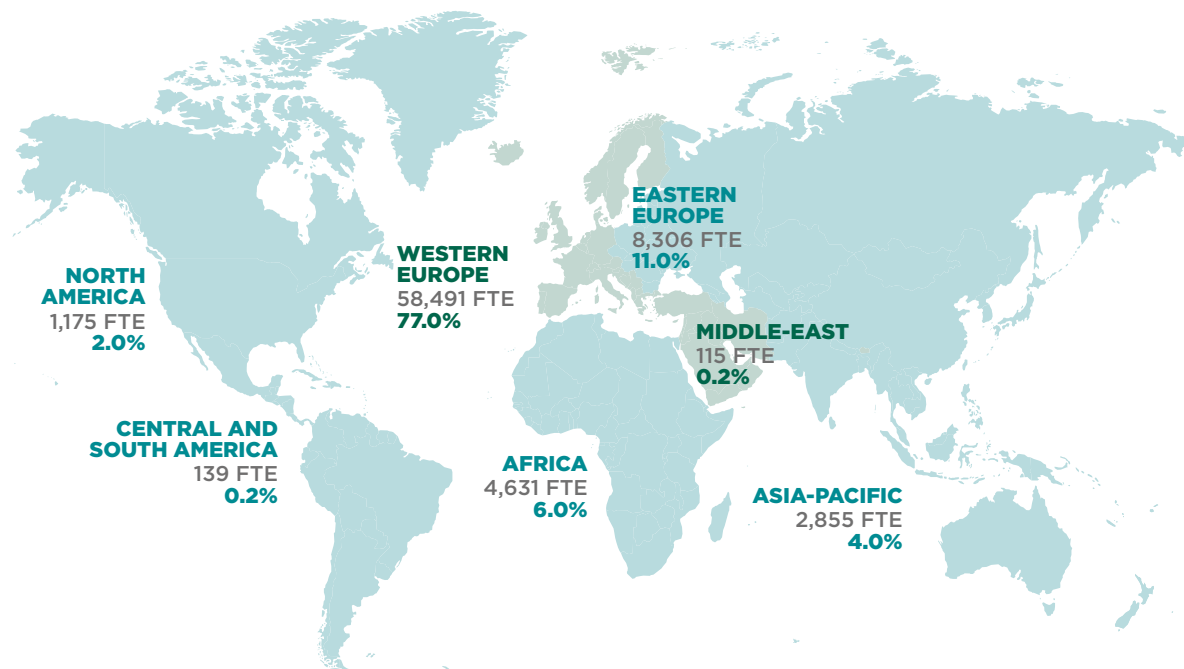 NORTH
AMERICA
1,175 FTE
2.0%
WESTERN
EUROPE
58,491 FTE
77.0%
EASTERN
EUROPE
8,306 FTE
11.0%
MIDDLE-EAST
115 FTE
0.2%
CENTRAL AND
SOUTH AMERICA
139 FTE
0.2%
AFRICA
4,631 FTE
6.0%
ASIA-PACIFIC
2,855 FTE
4.0%